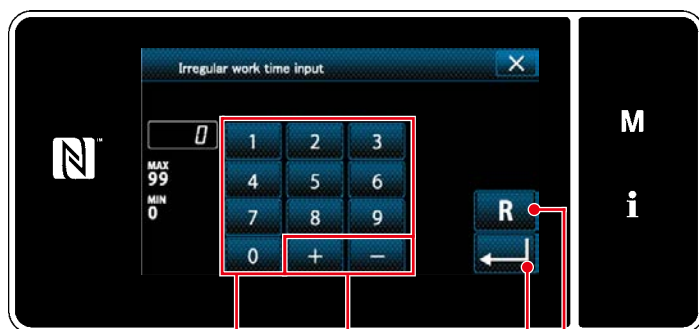 Irregular work time input
0
MAX
99
MIN
0
1 2 3
4 5 6
7 8 9
0 + −
R
M
i
N
™